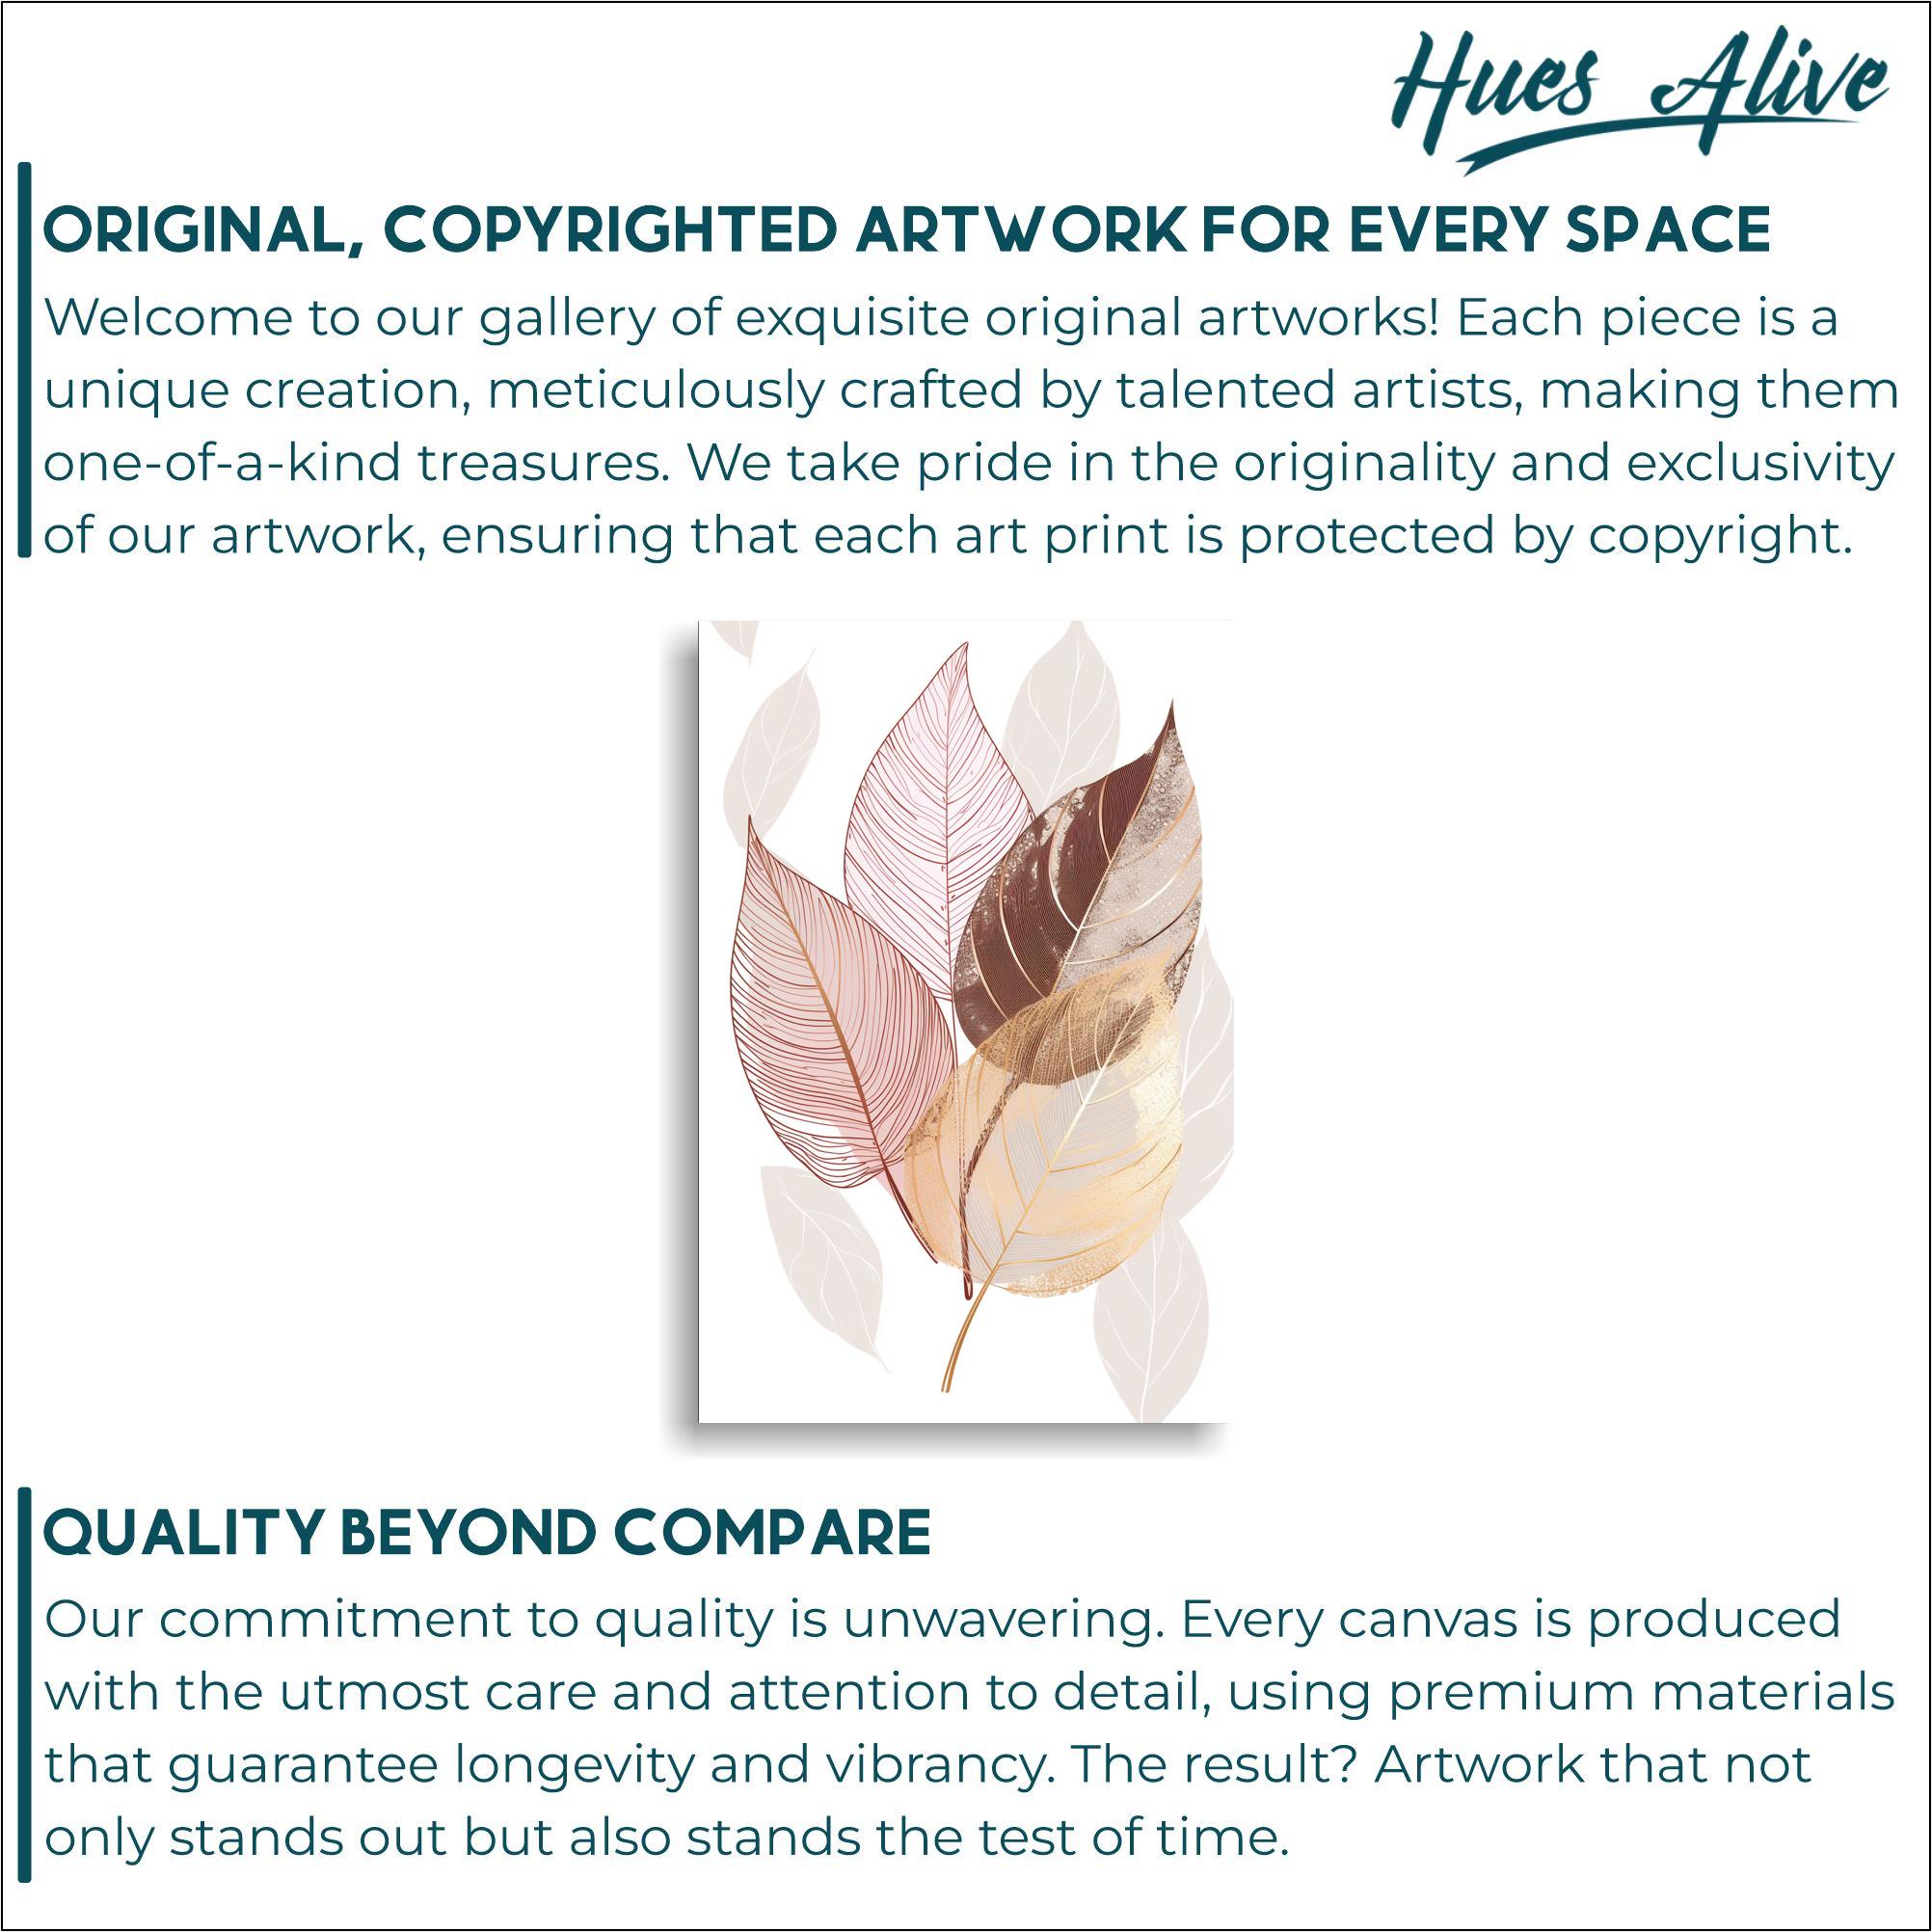 Hues Alive
ORIGINAL, COPYRIGHTED ARTWORK FOR EVERY SPACE
Welcome to our gallery of exquisite original artworks! Each piece is a
unique creation, meticulously crafted by talented artists, making them
one-of-a-kind treasures. We take pride in the originality and exclusivity
of our artwork, ensuring that each art print is protected by copyright.
QUALITY BEYOND COMPARE
Our commitment to quality is unwavering. Every canvas is produced
with the utmost care and attention to detail, using premium materials
that guarantee longevity and vibrancy. The result? Artwork that not
only stands out but also stands the test of time.